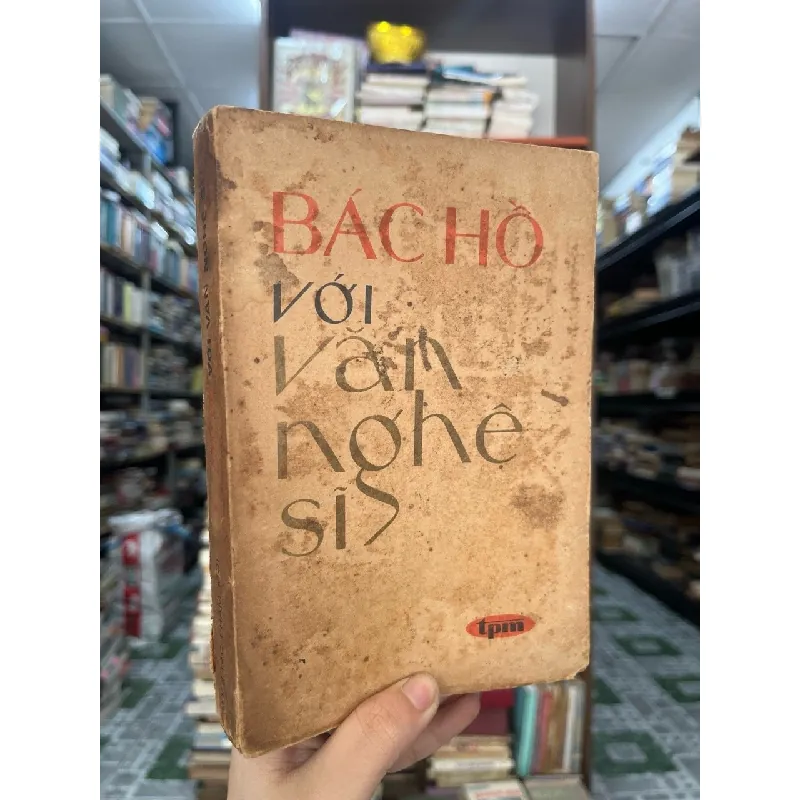 BÁC HỒ
VỚI
văn
nghệ
sĩ
tpm